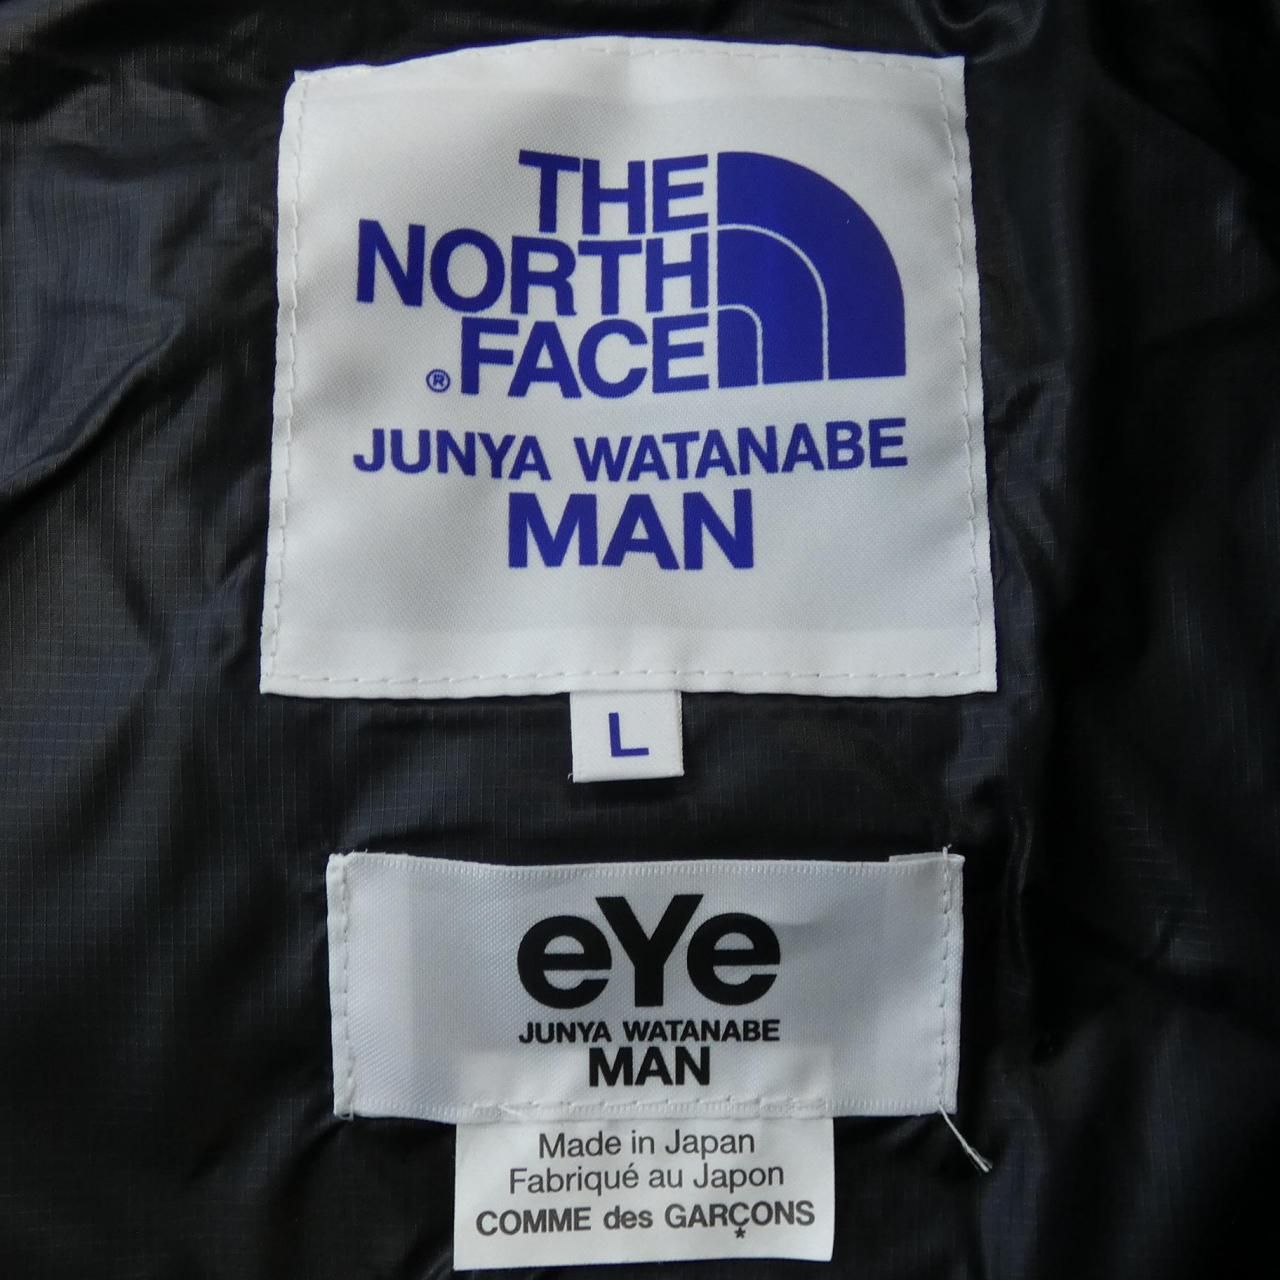 THE
NORTH
®FACE
JUNYA WATANABE
MAN
L
eYe
JUNYA WATANABE
MAN
Made in Japan
Fabriqué au Japon
COMME des GARÇONS
*